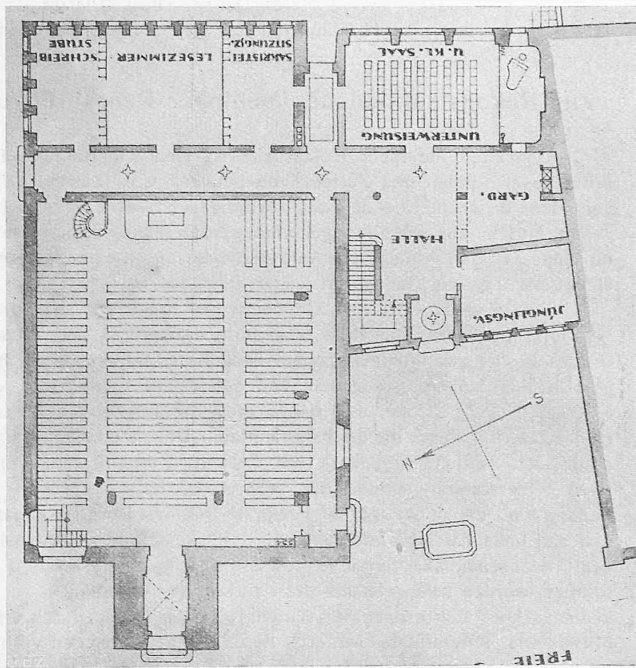 SCHREIB
STUBE
LESEZIMMER
SAKRISTEI
SITZUNGSZ.
UNTERWEISUNG
U. KL. SAAL
GARD.
HALLE
JÜNGLINGSV.
N
S
FREIE